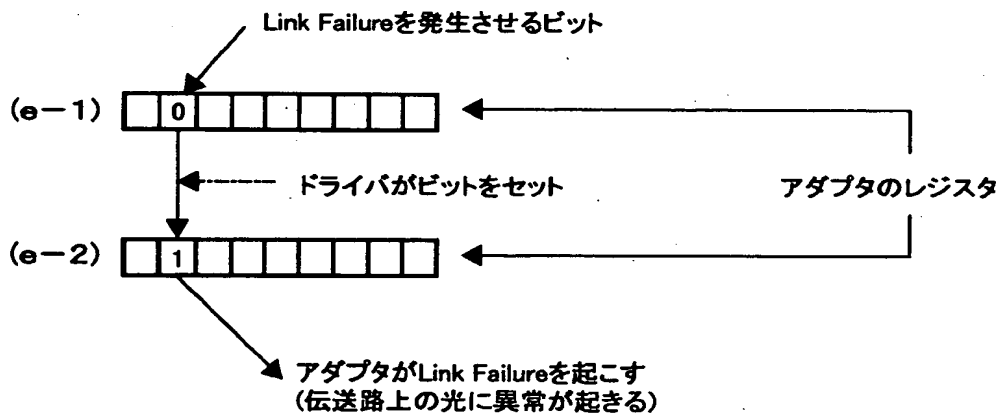 Link Failureを発生させるビット
(e-1)
0
ドライバがビットをセット
アダプタのレジスタ
(e-2)
1
アダプタがLink Failureを起こす
(伝送路上の光に異常が起きる)